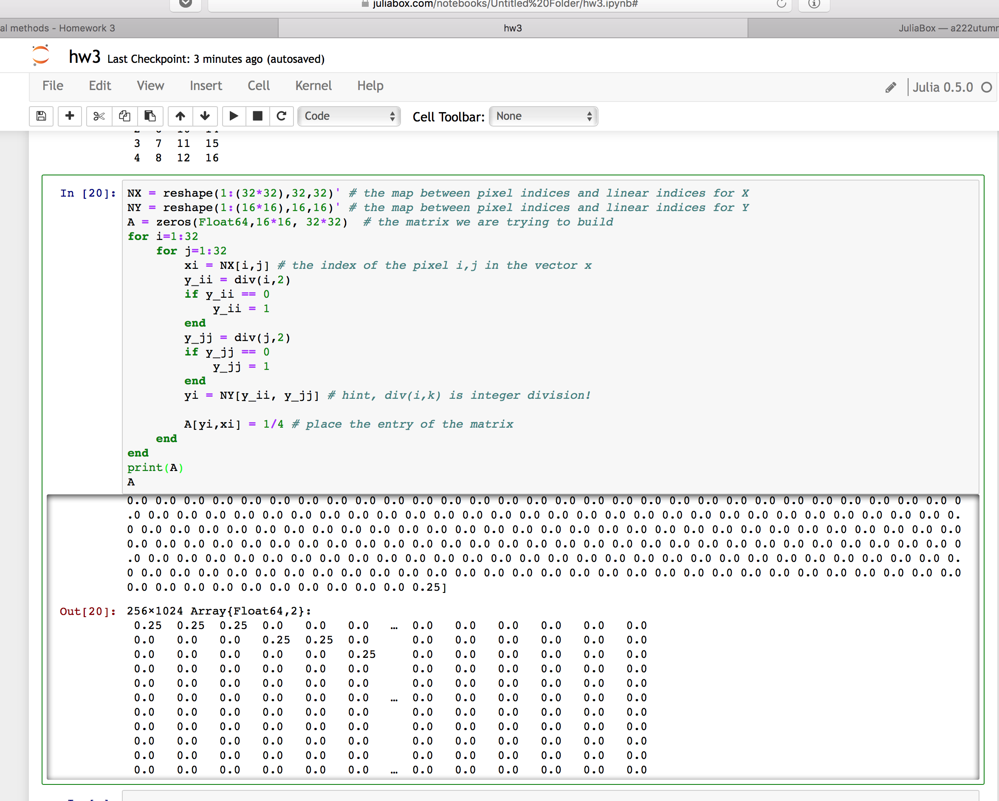 juliabox.com/notebooks/Untitled%20Folder/hw3.ipynb#
al methods - Homework 3
hw3
JuliaBox — a222utumn
hw3 Last Checkpoint: 3 minutes ago (autosaved)
File Edit View Insert Cell Kernel Help
Julia 0.5.0
Code
Cell Toolbar: None
2 6 10 14
3 7 11 15
4 8 12 16
In [20]: NX = reshape(1:(32*32),32,32)' # the map between pixel indices and linear indices for X
NY = reshape(1:(16*16),16,16)' # the map between pixel indices and linear indices for Y
A = zeros(Float64,16*16, 32*32) # the matrix we are trying to build
for i=1:32
for j=1:32
xi = NX[i,j] # the index of the pixel i,j in the vector x
y_ii = div(i,2)
if y_ii == 0
y_ii = 1
end
y_jj = div(j,2)
if y_jj == 0
y_jj = 1
end
yi = NY[y_ii, y_jj] # hint, div(i,k) is integer division!
A[yi,xi] = 1/4 # place the entry of the matrix
end
end
print(A)
A
0.0 0.0 0.0 0.0 0.0 0.0 0.0 0.0 0.0 0.0 0.0 0.0 0.0 0.0 0.0 0.0 0.0 0.0 0.0 0.0 0.0 0.0 0.0 0.0 0.0 0.0 0.0 0.0 0.0 0
.0 0.0 0.0 0.0 0.0 0.0 0.0 0.0 0.0 0.0 0.0 0.0 0.0 0.0 0.0 0.0 0.0 0.0 0.0 0.0 0.0 0.0 0.0 0.0 0.0 0.0 0.0 0.0 0.0 0.
0 0.0 0.0 0.0 0.0 0.0 0.0 0.0 0.0 0.0 0.0 0.0 0.0 0.0 0.0 0.0 0.0 0.0 0.0 0.0 0.0 0.0 0.0 0.0 0.0 0.0 0.0 0.0 0.0 0.0
0.0 0.0 0.0 0.0 0.0 0.0 0.0 0.0 0.0 0.0 0.0 0.0 0.0 0.0 0.0 0.0 0.0 0.0 0.0 0.0 0.0 0.0 0.0 0.0 0.0 0.0 0.0 0.0 0.0 0
.0 0.0 0.0 0.0 0.0 0.0 0.0 0.0 0.0 0.0 0.0 0.0 0.0 0.0 0.0 0.0 0.0 0.0 0.0 0.0 0.0 0.0 0.0 0.0 0.0 0.0 0.0 0.0 0.0 0.
0 0.0 0.0 0.0 0.0 0.0 0.0 0.0 0.0 0.0 0.0 0.0 0.0 0.0 0.0 0.0 0.0 0.0 0.0 0.0 0.0 0.0 0.0 0.0 0.0 0.0 0.0 0.0 0.0 0.0
0.0 0.0 0.0 0.0 0.0 0.0 0.0 0.0 0.0 0.0 0.25]
Out[20]: 256×1024 Array{Float64,2}:
0.25 0.25 0.25 0.0 0.0 0.0 … 0.0 0.0 0.0 0.0 0.0 0.0
0.0 0.0 0.0 0.25 0.25 0.0 0.0 0.0 0.0 0.0 0.0 0.0
0.0 0.0 0.0 0.0 0.0 0.25 0.0 0.0 0.0 0.0 0.0 0.0
0.0 0.0 0.0 0.0 0.0 0.0 0.0 0.0 0.0 0.0 0.0 0.0
0.0 0.0 0.0 0.0 0.0 0.0 0.0 0.0 0.0 0.0 0.0 0.0
0.0 0.0 0.0 0.0 0.0 0.0 … 0.0 0.0 0.0 0.0 0.0 0.0
0.0 0.0 0.0 0.0 0.0 0.0 0.0 0.0 0.0 0.0 0.0 0.0
0.0 0.0 0.0 0.0 0.0 0.0 0.0 0.0 0.0 0.0 0.0 0.0
0.0 0.0 0.0 0.0 0.0 0.0 0.0 0.0 0.0 0.0 0.0 0.0
0.0 0.0 0.0 0.0 0.0 0.0 0.0 0.0 0.0 0.0 0.0 0.0
0.0 0.0 0.0 0.0 0.0 0.0 … 0.0 0.0 0.0 0.0 0.0 0.0